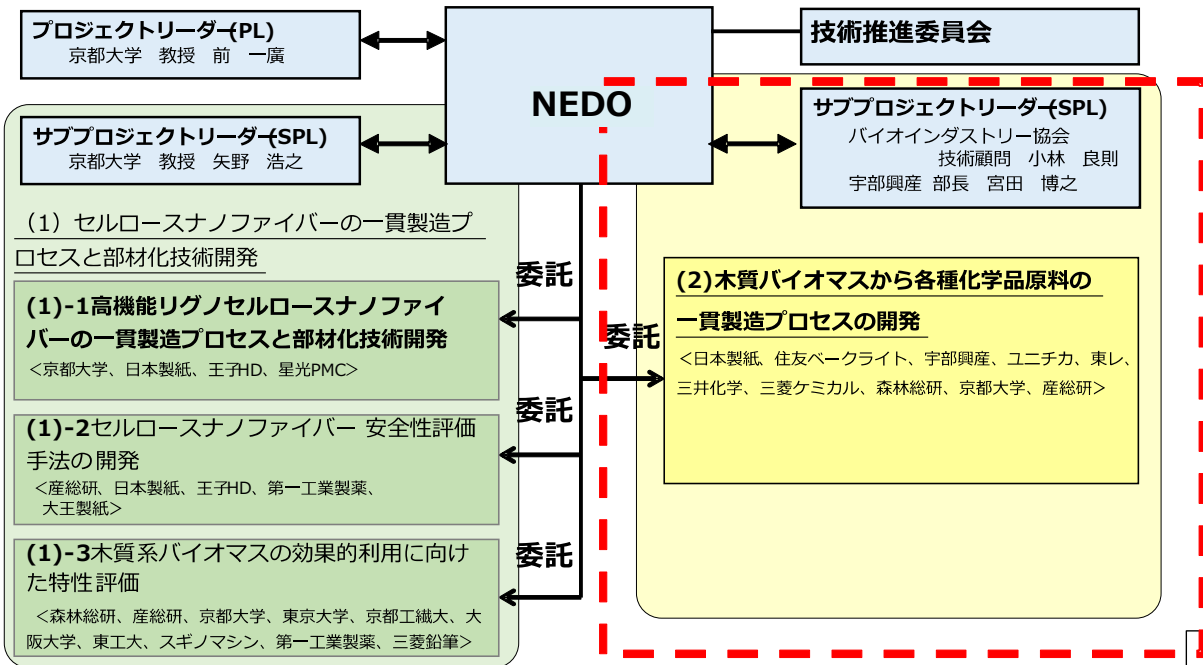 プロジェクトリーダー(PL)
京都大学 教授 前 一廣
NEDO
技術推進委員会
サブプロジェクトリーダー(SPL)
京都大学 教授 矢野 浩之
サブプロジェクトリーダー(SPL)
バイオインダストリー協会
技術顧問 小林 良則
宇部興産 部長 宮田 博之
（1）セルロースナノファイバーの一貫製造プ
ロセスと部材化技術開発
委託
(1)-1高機能リグノセルロースナノファイ
バーの一貫製造プロセスと部材化技術開発
＜京都大学、日本製紙、王子HD、星光PMC＞
委託
(2)木質バイオマスから各種化学品原料の
一貫製造プロセスの開発
＜日本製紙、住友ベークライト、宇部興産、ユニチカ、東レ、
三井化学、三菱ケミカル、森林総研、京都大学、産総研＞
委託
(1)-2セルロースナノファイバー 安全性評価
手法の開発
＜産総研、日本製紙、王子HD、第一工業製薬、
大王製紙＞
委託
(1)-3木質系バイオマスの効果的利用に向け
た特性評価
＜森林総研、産総研、京都大学、東京大学、京都工繊大、大
阪大学、東工大、スギノマシン、第一工業製薬、三菱鉛筆＞